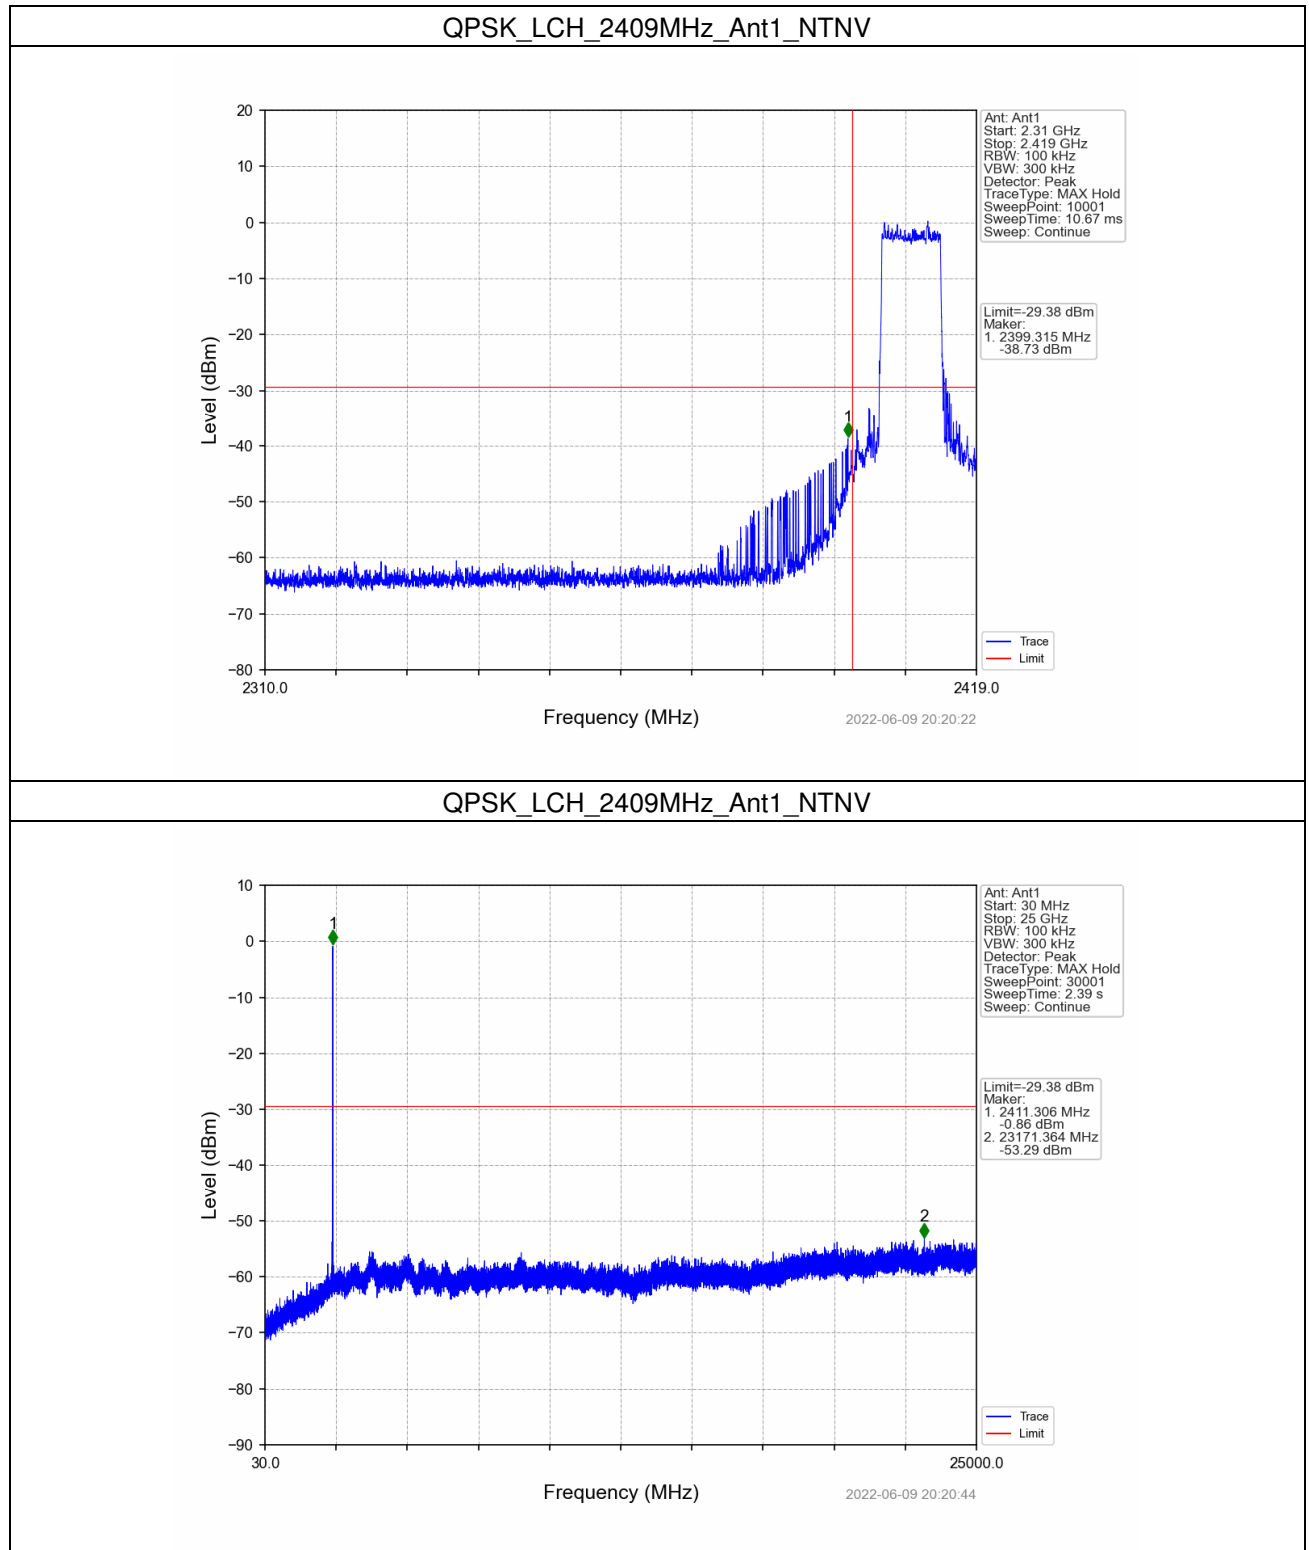 QPSK_LCH_2409MHz_Ant1_NTNV
20
10
0
−10
−20
−30
−40
−50
−60
−70
−80
Level (dBm)
1
2310.0
2419.0
Frequency (MHz)
2022-06-09 20:20:22
Ant: Ant1
Start: 2.31 GHz
Stop: 2.419 GHz
RBW: 100 kHz
VBW: 300 kHz
Detector: Peak
TraceType: MAX Hold
SweepPoint: 10001
SweepTime: 10.67 ms
Sweep: Continue
Limit=-29.38 dBm
Maker:
1. 2399.315 MHz
-38.73 dBm
Trace
Limit
QPSK_LCH_2409MHz_Ant1_NTNV
10
0
−10
−20
−30
−40
−50
−60
−70
−80
−90
Level (dBm)
1
2
30.0
25000.0
Frequency (MHz)
2022-06-09 20:20:44
Ant: Ant1
Start: 30 MHz
Stop: 25 GHz
RBW: 100 kHz
VBW: 300 kHz
Detector: Peak
TraceType: MAX Hold
SweepPoint: 30001
SweepTime: 2.39 s
Sweep: Continue
Limit=-29.38 dBm
Maker:
1. 2411.306 MHz
-0.86 dBm
2. 23171.364 MHz
-53.29 dBm
Trace
Limit